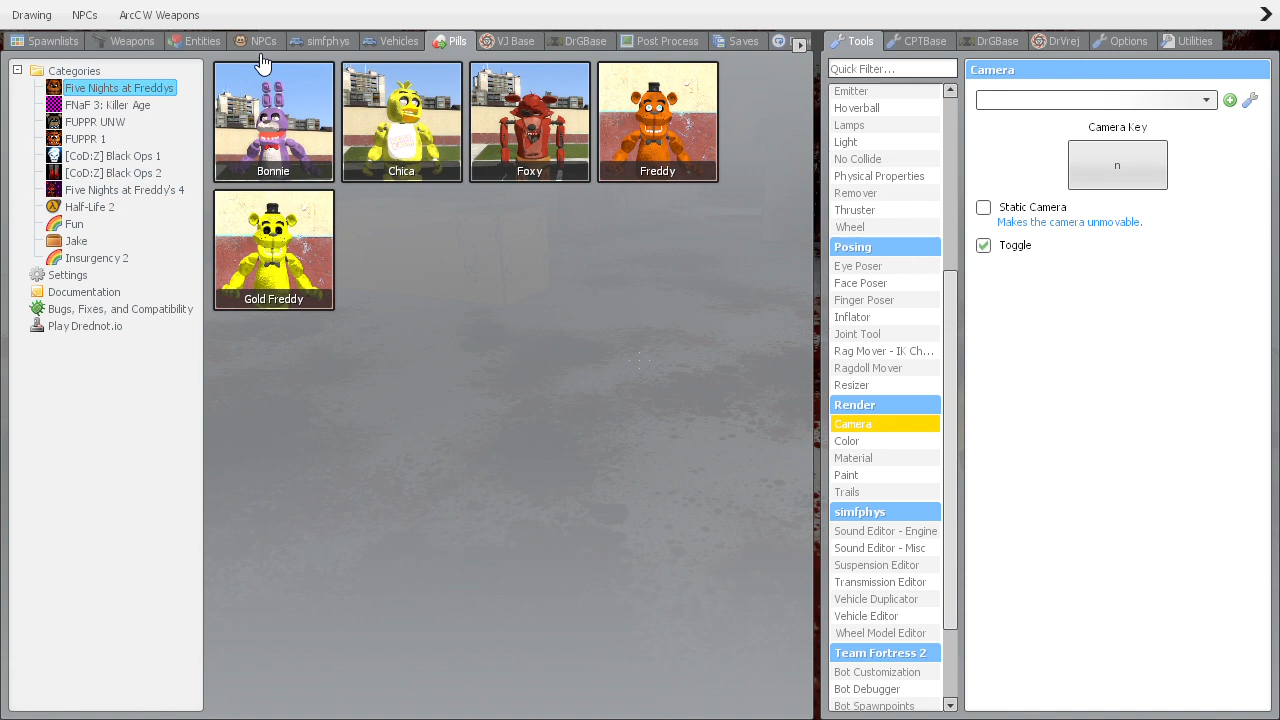 Drawing NPCs ArcCW Weapons
Spawnlists Weapons Entities NPCs simfphys Vehicles Pills VJ Base DrGBase Post Process Saves
Tools CPTBase DrGBase DrVrej Options Utilities
Categories
Five Nights at Freddys
FNaF 3: Killer Age
FUPPR UNW
FUPPR 1
[CoD:Z] Black Ops 1
[CoD:Z] Black Ops 2
Five Nights at Freddy's 4
Half-Life 2
Fun
Jake
Insurgency 2
Settings
Documentation
Bugs, Fixes, and Compatibility
Play Drednot.io
Bonnie
Chica
Foxy
Freddy
Gold Freddy
Quick Filter...
Emitter
Hoverball
Lamps
Light
No Collide
Physical Properties
Remover
Thruster
Wheel
Posing
Eye Poser
Face Poser
Finger Poser
Inflator
Joint Tool
Rag Mover - IK Ch...
Ragdoll Mover
Resizer
Render
Camera
Color
Material
Paint
Trails
simfphys
Sound Editor - Engine
Sound Editor - Misc
Suspension Editor
Transmission Editor
Vehicle Duplicator
Vehicle Editor
Wheel Model Editor
Team Fortress 2
Bot Customization
Bot Debugger
Bot Spawnpoints
Camera
Camera Key
n
Static Camera
Makes the camera unmovable.
Toggle